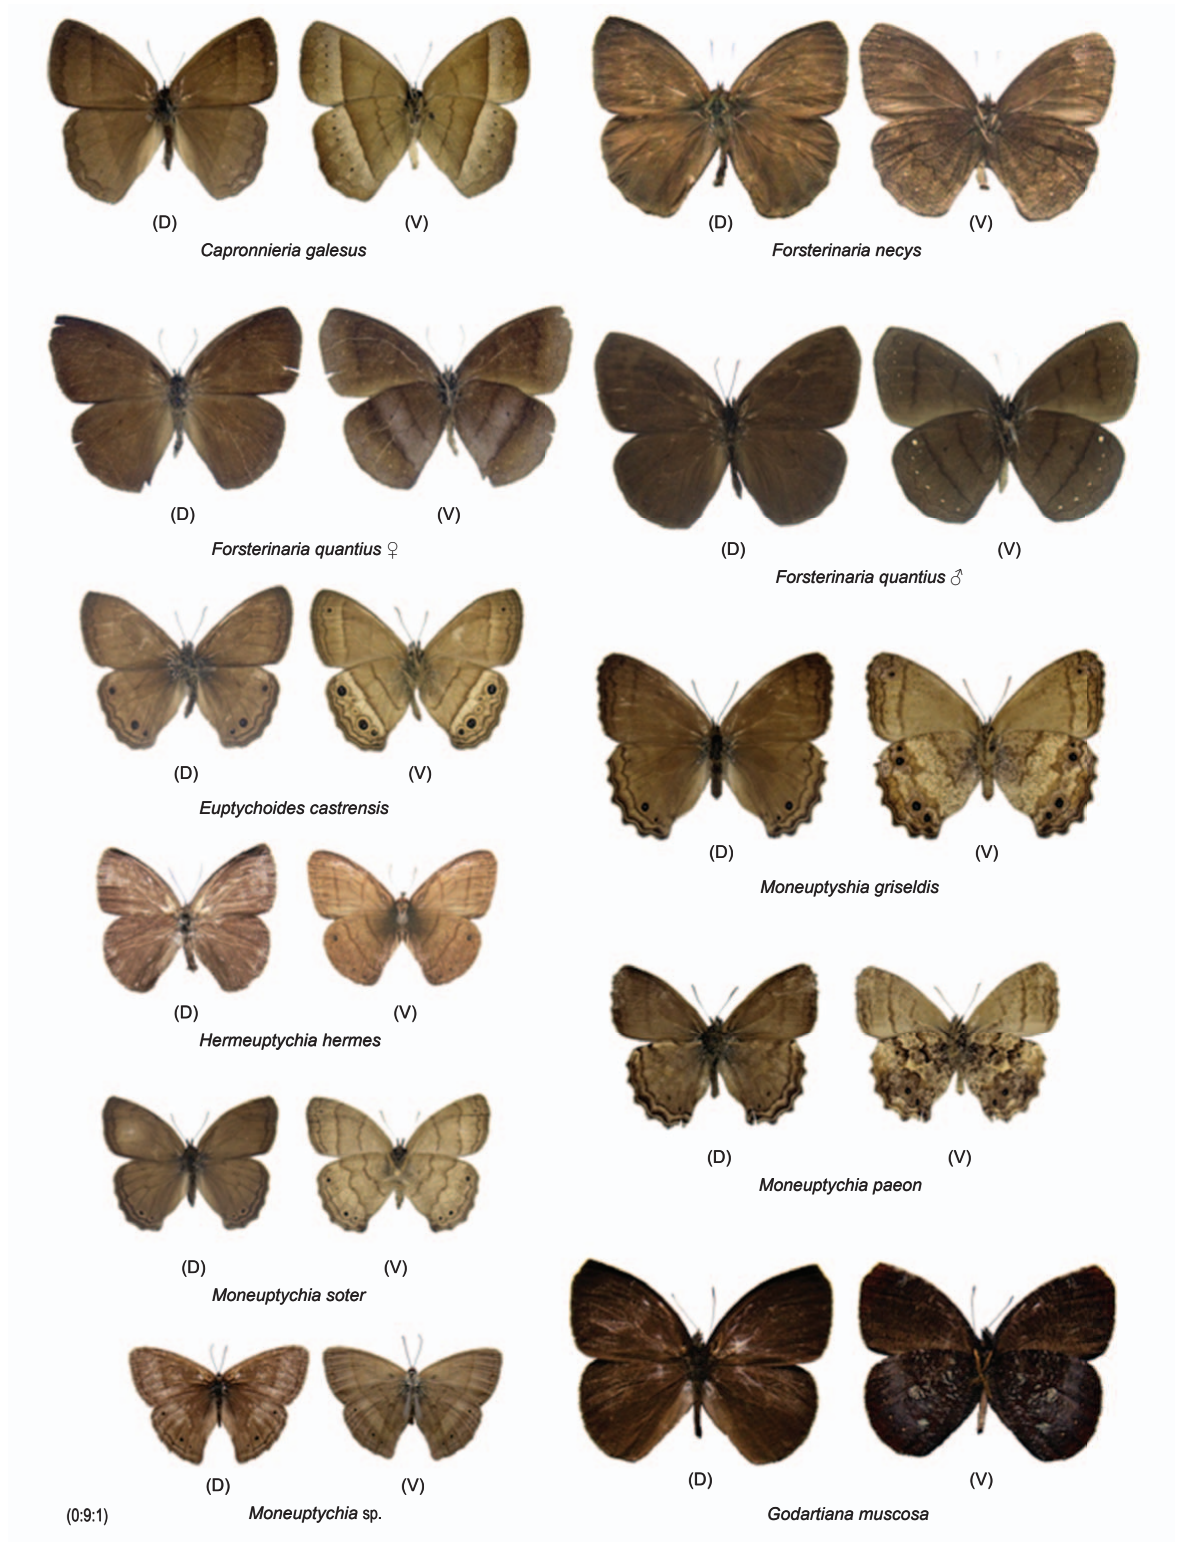 (D) (V) (D) (V)
Capronnieria galesus Forsterinaria necys
(D) (V)
Forsterinaria quantius ♀
(D) (V)
Forsterinaria quantius ♂
(D) (V)
Euptychoides castrensis
(D) (V)
Moneuptyshia griseldis
(D) (V)
Hermeuptychia hermes
(D) (V)
Moneuptychia paeon
(D) (V)
Moneuptychia soter
(D) (V)
Moneuptychia sp.
(D) (V)
Godartiana muscosa
(0:9:1)